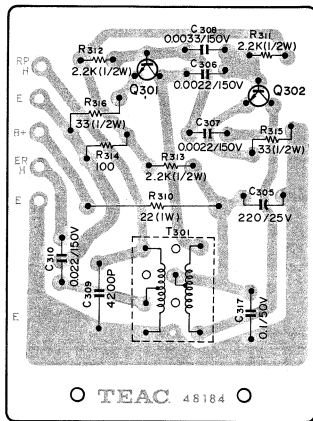 C308
0.0033/150V
R311
2.2K(1/2W)
R312
2.2K(1/2W)
RP
H
C306
0.0022/150V
Q301
Q302
E
R316
33(1/2W)
B+
C307
0.0022/150V
R315
33(1/2W)
R314
100
ER
H
R313
2.2K(1/2W)
E
R310
22(1W)
C305
220/25V
T301
C310
0.022/150V
C309
4200P
C317
0.1/50V
E
TEAC 48184